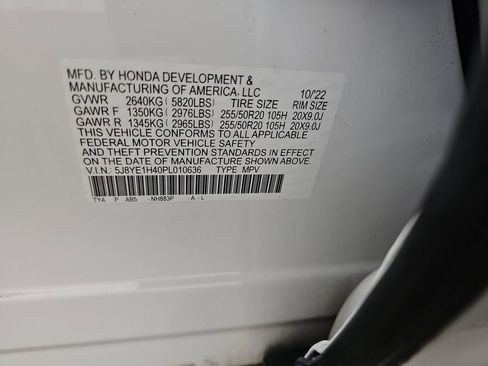 MFD. BY HONDA DEVELOPMENT &
MANUFACTURING OF AMERICA, LLC 10/22
GVWR 2640KG ( 5820LBS) TIRE SIZE RIM SIZE
GAWR F 1350KG ( 2976LBS) 255/50R20 105H 20X9.0J
GAWR R 1345KG ( 2965LBS) 255/50R20 105H 20X9.0J
THIS VEHICLE CONFORMS TO ALL APPLICABLE
FEDERAL MOTOR VEHICLE SAFETY
AND THEFT PREVENTION STANDARDS IN EFFECT
ON THE DATE OF MANUFACTURE SHOWN ABOVE.
V.I.N.: 5J8YE1H40PL010636 TYPE MPV
TYA P AB5 -NH883P -A -L